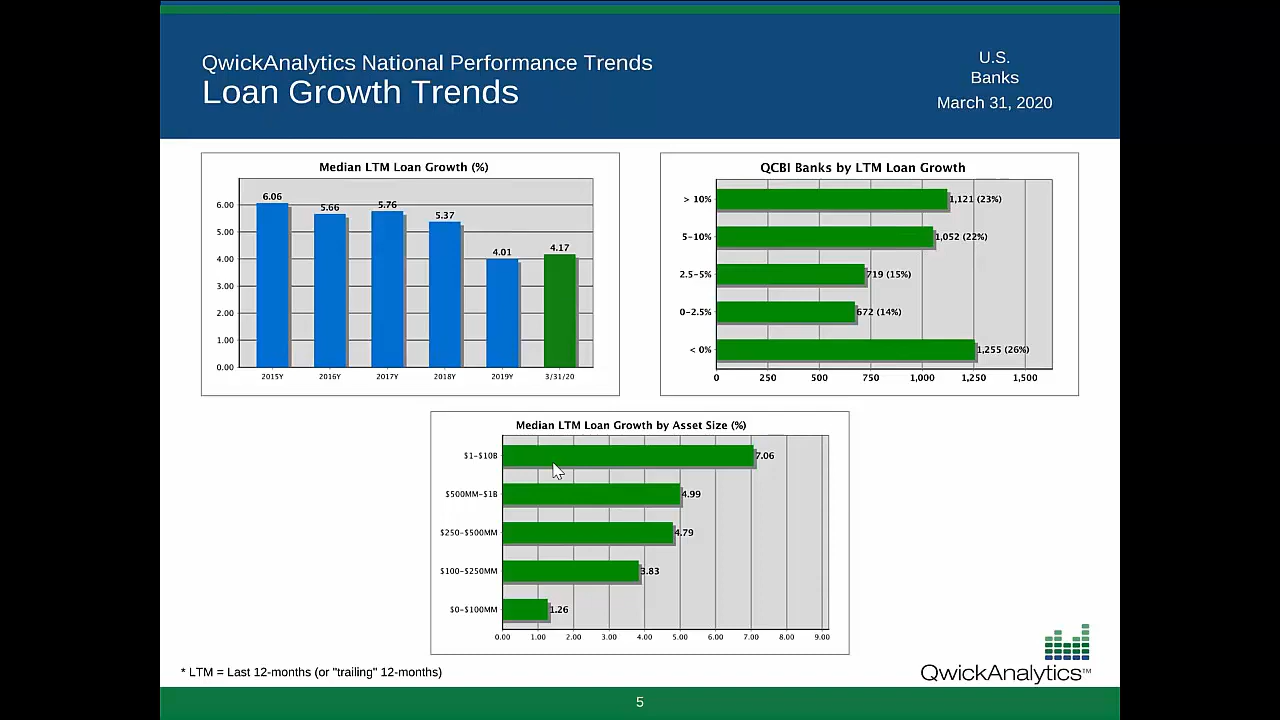 QwickAnalytics National Performance Trends
Loan Growth Trends
U.S.
Banks
March 31, 2020
Median LTM Loan Growth (%)
6.06
5.66
5.76
5.37
4.01
4.17
6.00
5.00
4.00
3.00
2.00
1.00
0.00
2015Y 2016Y 2017Y 2018Y 2019Y 3/31/20
QCBI Banks by LTM Loan Growth
> 10% 1,121 (23%)
5-10% 1,052 (22%)
2.5-5% 719 (15%)
0-2.5% 672 (14%)
< 0% 1,255 (26%)
0 250 500 750 1,000 1,250 1,500
Median LTM Loan Growth by Asset Size (%)
$1-$10B 7.06
$500MM-$1B 4.99
$250-$500MM 4.79
$100-$250MM 3.83
$0-$100MM 1.26
0.00 1.00 2.00 3.00 4.00 5.00 6.00 7.00 8.00 9.00
* LTM = Last 12-months (or "trailing" 12-months)
QwickAnalytics™
5